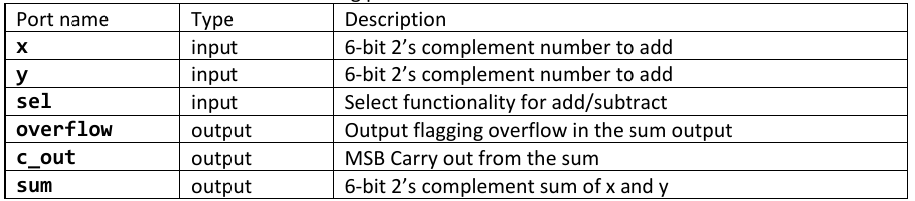 Port name Type Description
x input 6-bit 2's complement number to add
y input 6-bit 2's complement number to add
sel input Select functionality for add/subtract
overflow output Output flagging overflow in the sum output
c_out output MSB Carry out from the sum
sum output 6-bit 2's complement sum of x and y